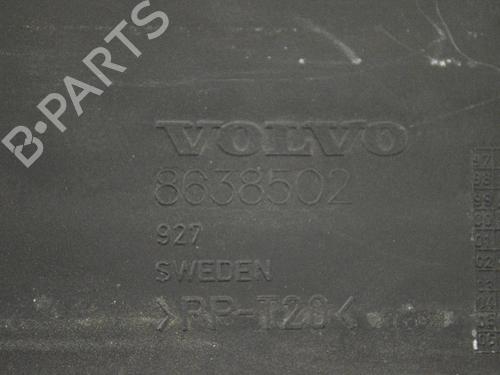 B-PARTS
VOLVO
8638502
927
SWEDEN
>PP-T20<